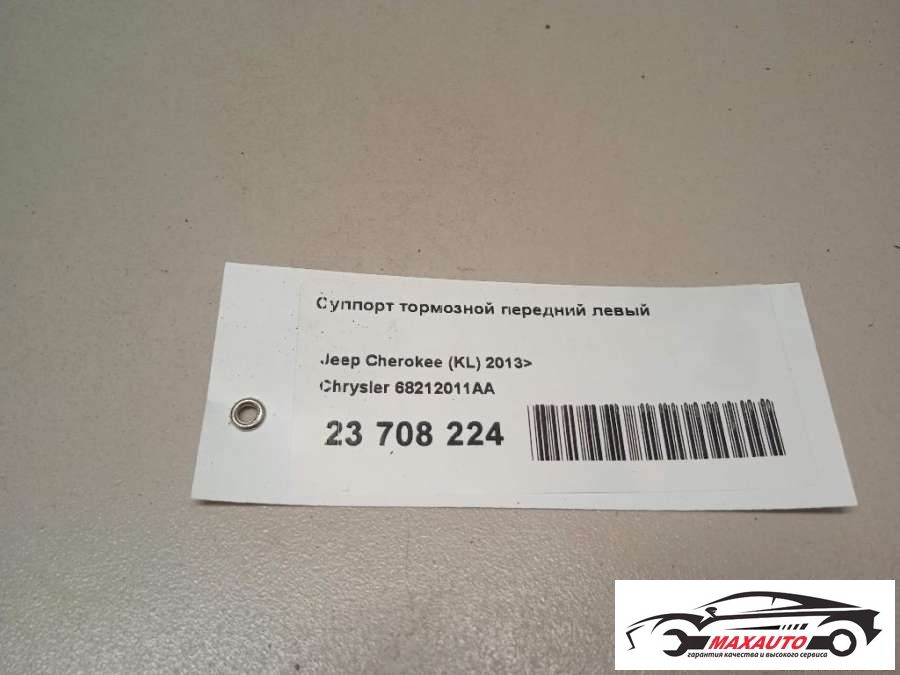 Суппорт тормозной передний левый
Jeep Cherokee (KL) 2013>
Chrysler 68212011AA
23 708 224
MAXAUTO
гарантия качества и высокого сервиса